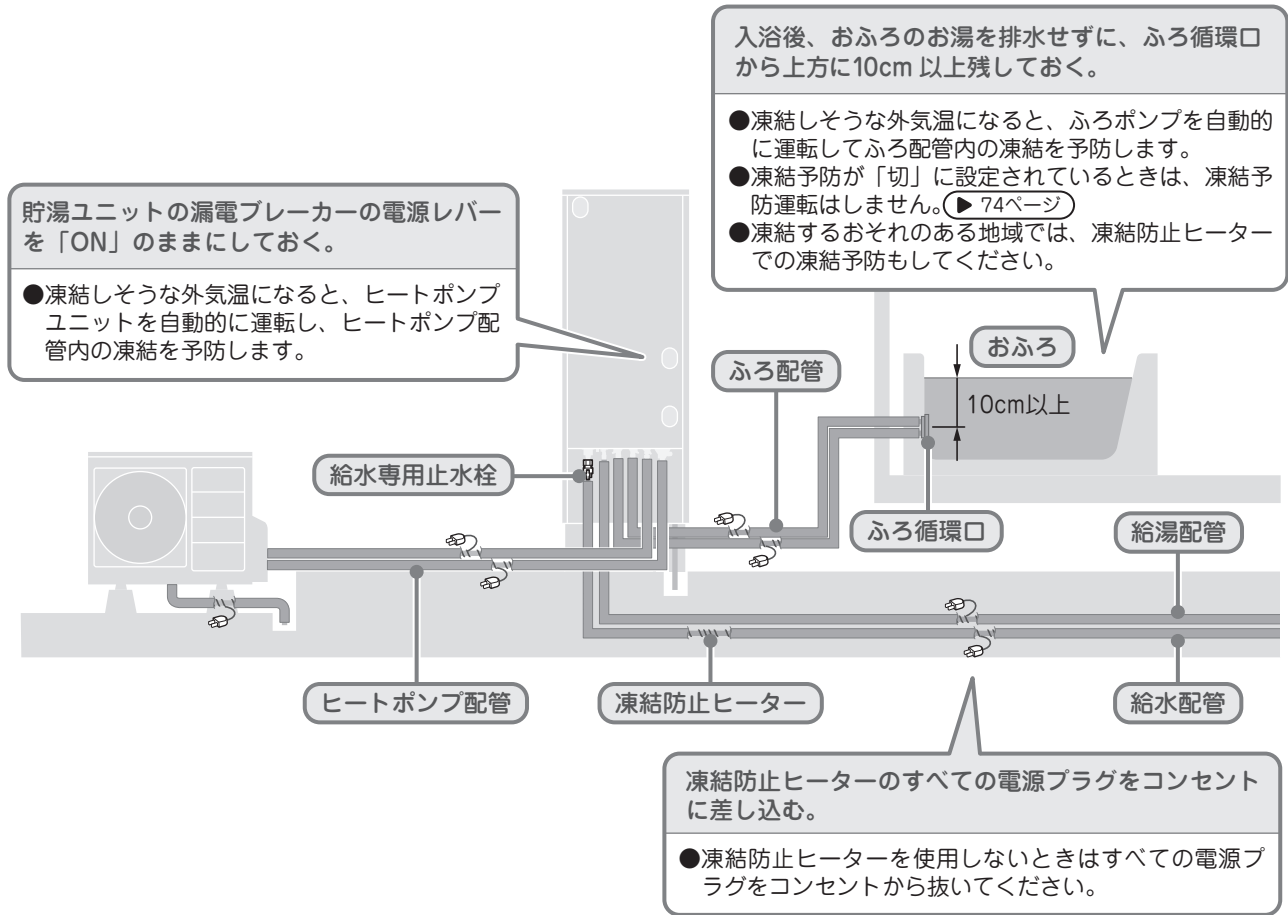 入浴後、おふろのお湯を排水せずに、ふろ循環口
から上方に10cm 以上残しておく。
●凍結しそうな外気温になると、ふろポンプを自動的
に運転してふろ配管内の凍結を予防します。
●凍結予防が「切」に設定されているときは、凍結予
防運転はしません。(▶ 74ページ)
●凍結するおそれのある地域では、凍結防止ヒーター
での凍結予防もしてください。
貯湯ユニットの漏電ブレーカーの電源レバー
を「ON」のままにしておく。
●凍結しそうな外気温になると、ヒートポンプ
ユニットを自動的に運転し、ヒートポンプ配
管内の凍結を予防します。
おふろ
ふろ配管
10cm以上
給水専用止水栓
ふろ循環口
給湯配管
ヒートポンプ配管
凍結防止ヒーター
給水配管
凍結防止ヒーターのすべての電源プラグをコンセント
に差し込む。
●凍結防止ヒーターを使用しないときはすべての電源プ
ラグをコンセントから抜いてください。